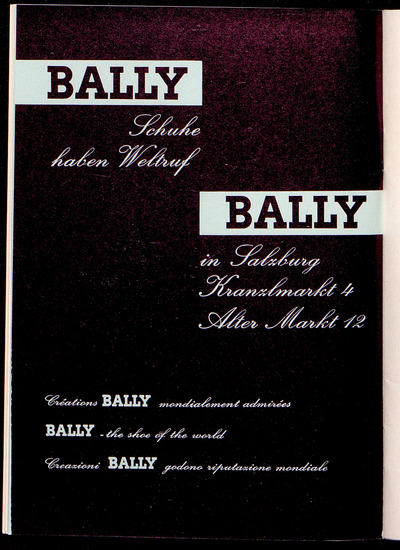 BALLY
Schuhe
haben Weltruf
BALLY
in Salzburg
Kranzlmarkt 4
Alter Markt 12
Créations BALLY mondialement admirées
BALLY - the shoe of the world
Creazioni BALLY godono riputazione mondiale